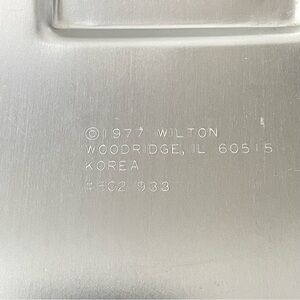 ©1977 WILTON
WOODRIDGE, IL 60515
KOREA
#502 933